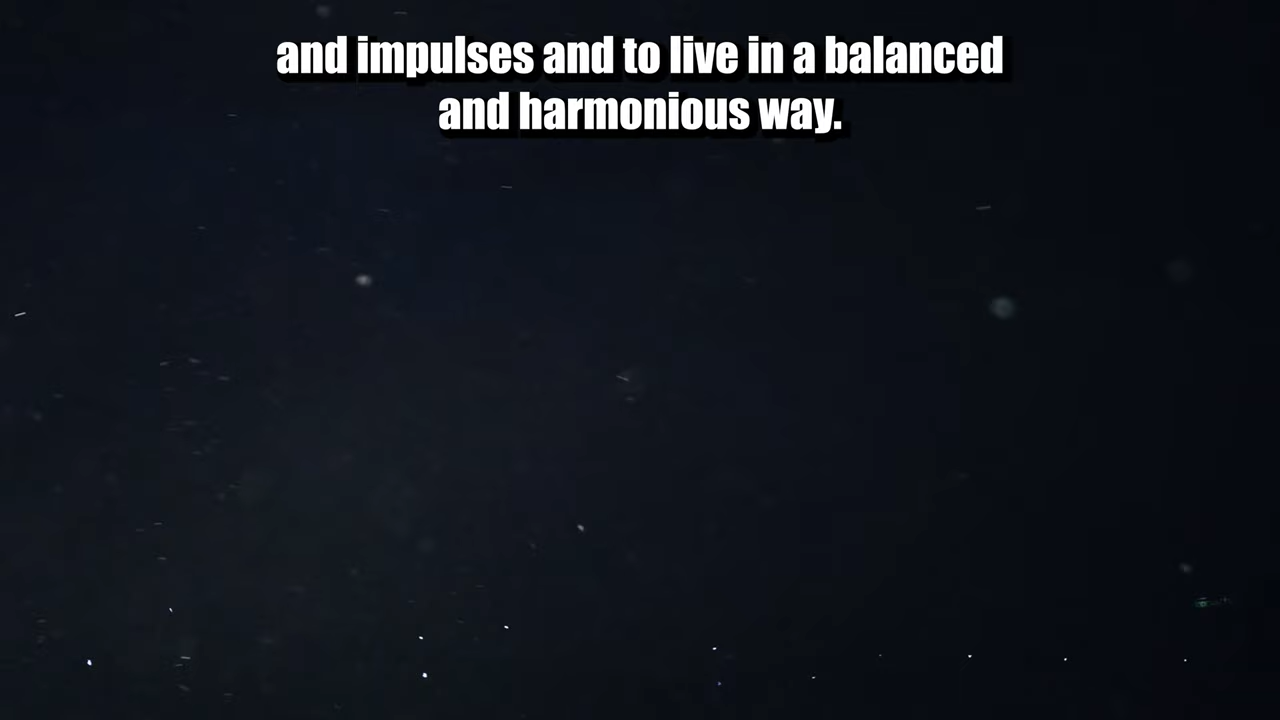 and impulses and to live in a balanced
and harmonious way.